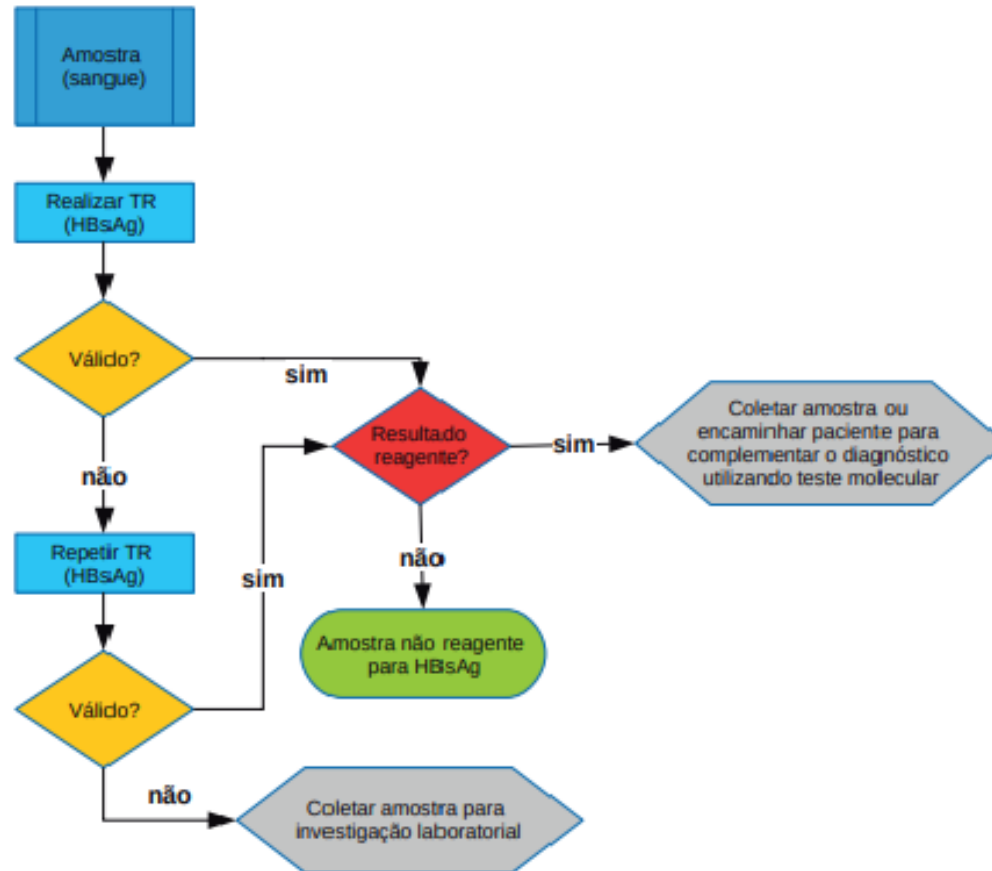 Amostra
(sangue)
Realizar TR
(HBsAg)
Válido?
sim
não
Resultado
reagente?
sim
Coletar amostra ou
encaminhar paciente para
complementar o diagnóstico
utilizando teste molecular
não
Repetir TR
(HBsAg)
sim
Amostra não reagente
para HBsAg
Válido?
não
Coletar amostra para
investigação laboratorial